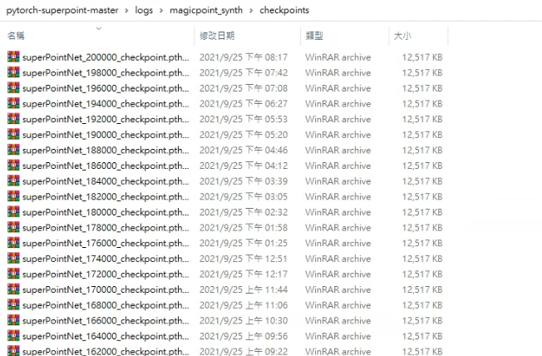 pytorch-superpoint-master › logs › magicpoint_synth › checkpoints
名稱 修改日期 類型 大小
superPointNet_200000_checkpoint.pth... 2021/9/25 下午 08:17 WinRAR archive 12,517 KB
superPointNet_198000_checkpoint.pth... 2021/9/25 下午 07:42 WinRAR archive 12,517 KB
superPointNet_196000_checkpoint.pth... 2021/9/25 下午 07:08 WinRAR archive 12,517 KB
superPointNet_194000_checkpoint.pth... 2021/9/25 下午 06:27 WinRAR archive 12,517 KB
superPointNet_192000_checkpoint.pth... 2021/9/25 下午 05:53 WinRAR archive 12,517 KB
superPointNet_190000_checkpoint.pth... 2021/9/25 下午 05:20 WinRAR archive 12,517 KB
superPointNet_188000_checkpoint.pth... 2021/9/25 下午 04:46 WinRAR archive 12,517 KB
superPointNet_186000_checkpoint.pth... 2021/9/25 下午 04:12 WinRAR archive 12,517 KB
superPointNet_184000_checkpoint.pth... 2021/9/25 下午 03:39 WinRAR archive 12,517 KB
superPointNet_182000_checkpoint.pth... 2021/9/25 下午 03:05 WinRAR archive 12,517 KB
superPointNet_180000_checkpoint.pth... 2021/9/25 下午 02:32 WinRAR archive 12,517 KB
superPointNet_178000_checkpoint.pth... 2021/9/25 下午 01:58 WinRAR archive 12,517 KB
superPointNet_176000_checkpoint.pth... 2021/9/25 下午 01:25 WinRAR archive 12,517 KB
superPointNet_174000_checkpoint.pth... 2021/9/25 下午 12:51 WinRAR archive 12,517 KB
superPointNet_172000_checkpoint.pth... 2021/9/25 下午 12:17 WinRAR archive 12,517 KB
superPointNet_170000_checkpoint.pth... 2021/9/25 上午 11:44 WinRAR archive 12,517 KB
superPointNet_168000_checkpoint.pth... 2021/9/25 上午 11:06 WinRAR archive 12,517 KB
superPointNet_166000_checkpoint.pth... 2021/9/25 上午 10:30 WinRAR archive 12,517 KB
superPointNet_164000_checkpoint.pth... 2021/9/25 上午 09:56 WinRAR archive 12,517 KB
superPointNet_162000_checkpoint.pth... 2021/9/25 上午 09:22 WinRAR archive 12,517 KB